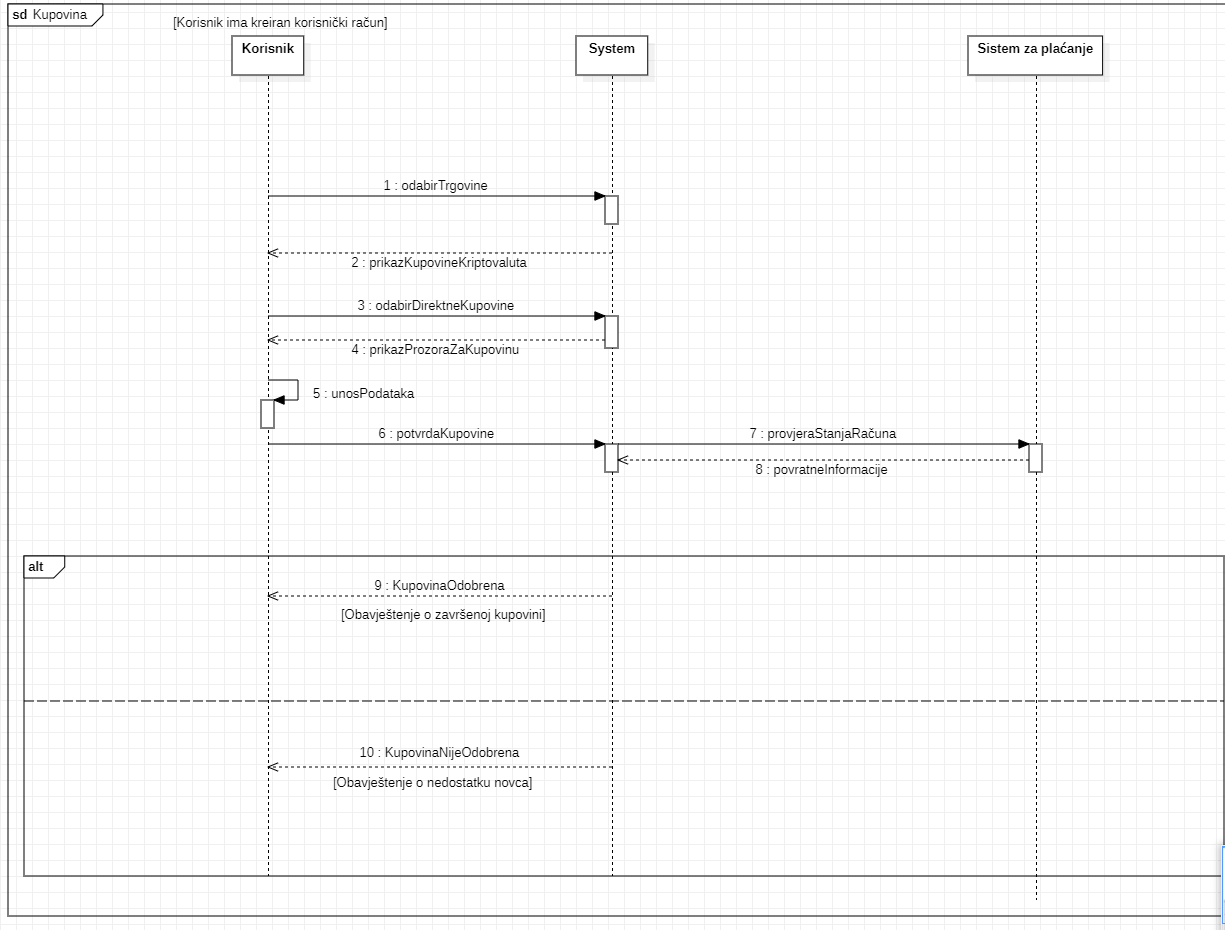 sd Kupovina
[Korisnik ima kreiran korisnički račun]
Korisnik
System
Sistem za plaćanje
1 : odabirTrgovine
2 : prikazKupovineKriptovaluta
3 : odabirDirektneKupovine
4 : prikazProzoraZaKupovinu
5 : unosPodataka
6 : potvrdaKupovine
7 : provjeraStanjaRačuna
8 : povratneInformacije
alt
9 : KupovinaOdobrena
[Obavještenje o završenoj kupovini]
10 : KupovinaNijeOdobrena
[Obavještenje o nedostatku novca]